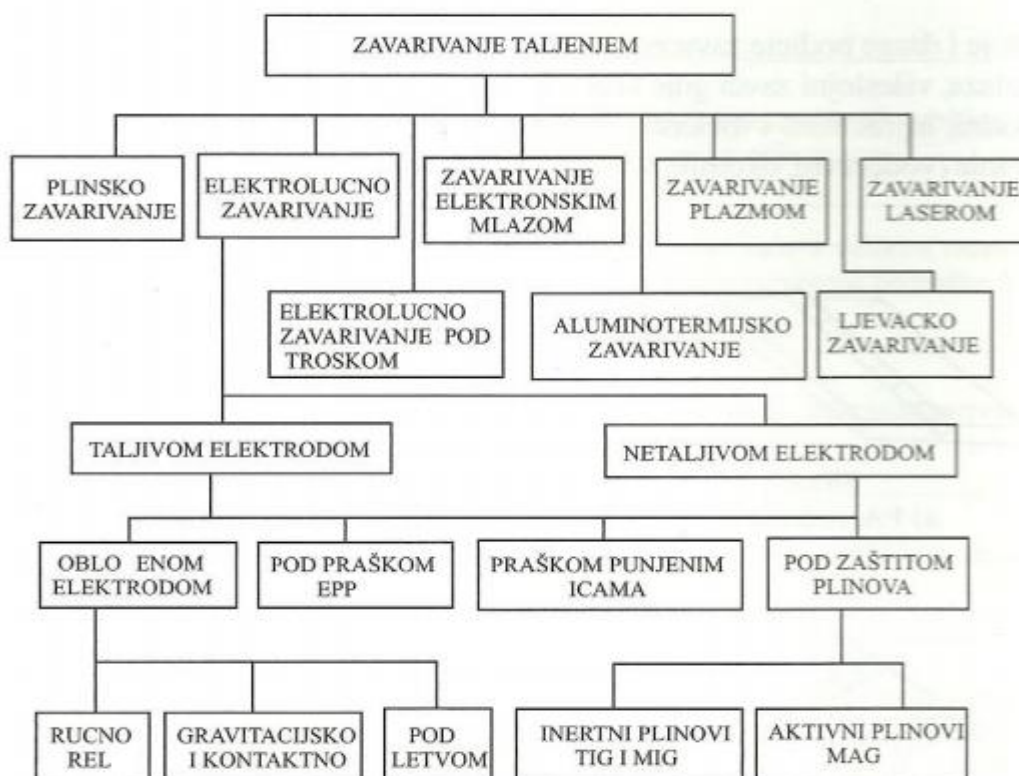 ZAVARIVANJE TALJENJEM
PLINSKO
ZAVARIVANJE
ELEKTROLUCNO
ZAVARIVANJE
ZAVARIVANJE
ELEKTRONSKIM
MLAZOM
ZAVARIVANJE
PLAZMOM
ZAVARIVANJE
LASEROM
ELEKTROLUCNO
ZAVARIVANJE POD
TROSKOM
ALUMINOTERMIJSKO
ZAVARIVANJE
LJEVACKO
ZAVARIVANJE
TALJIVOM ELEKTRODOM
NETALJIVOM ELEKTRODOM
OBLO ENOM
ELEKTRODOM
POD PRAŠKOM
EPP
PRAŠKOM PUNJENIM
ICAMA
POD ZAŠTITOM
PLINOVA
RUCNO
REL
GRAVITACIJSKO
I KONTAKTNO
POD
LETVOM
INERTNI PLINOVI
TIG I MIG
AKTIVNI PLINOVI
MAG